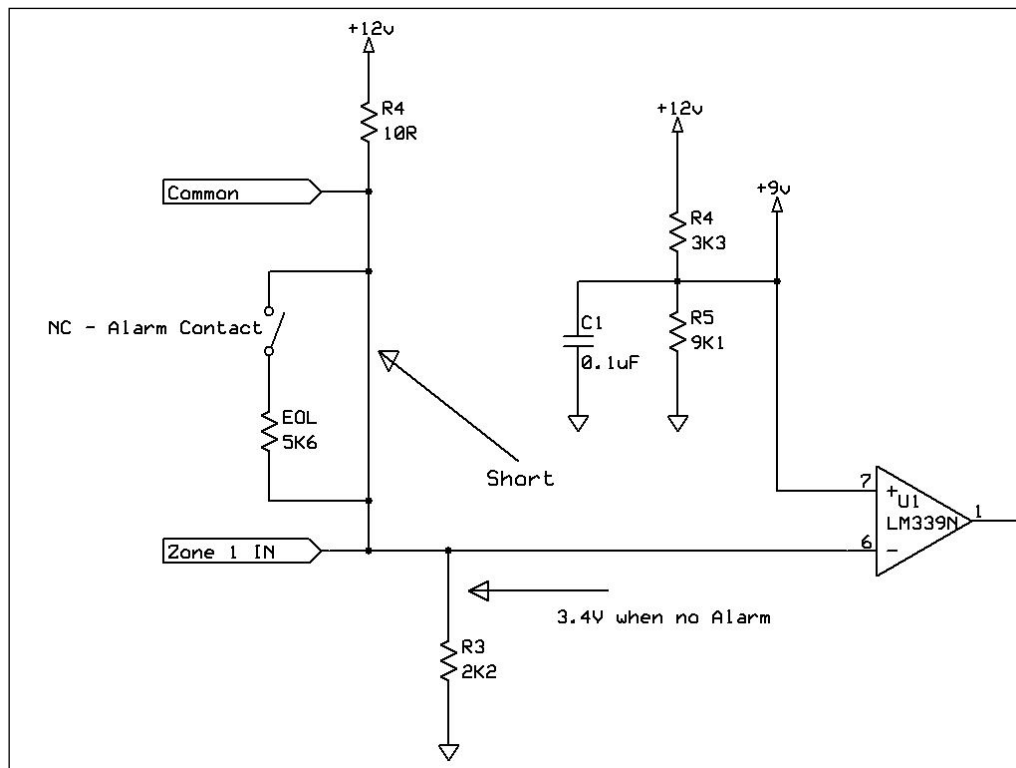 +12v
R4
10R
+12v
Common
+9v
R4
3K3
NC - Alarm Contact
C1
0.1uF
R5
9K1
EOL
5K6
Short
7
+
U1
LM339N
1
6
-
Zone 1 IN
3.4V when no Alarm
R3
2K2